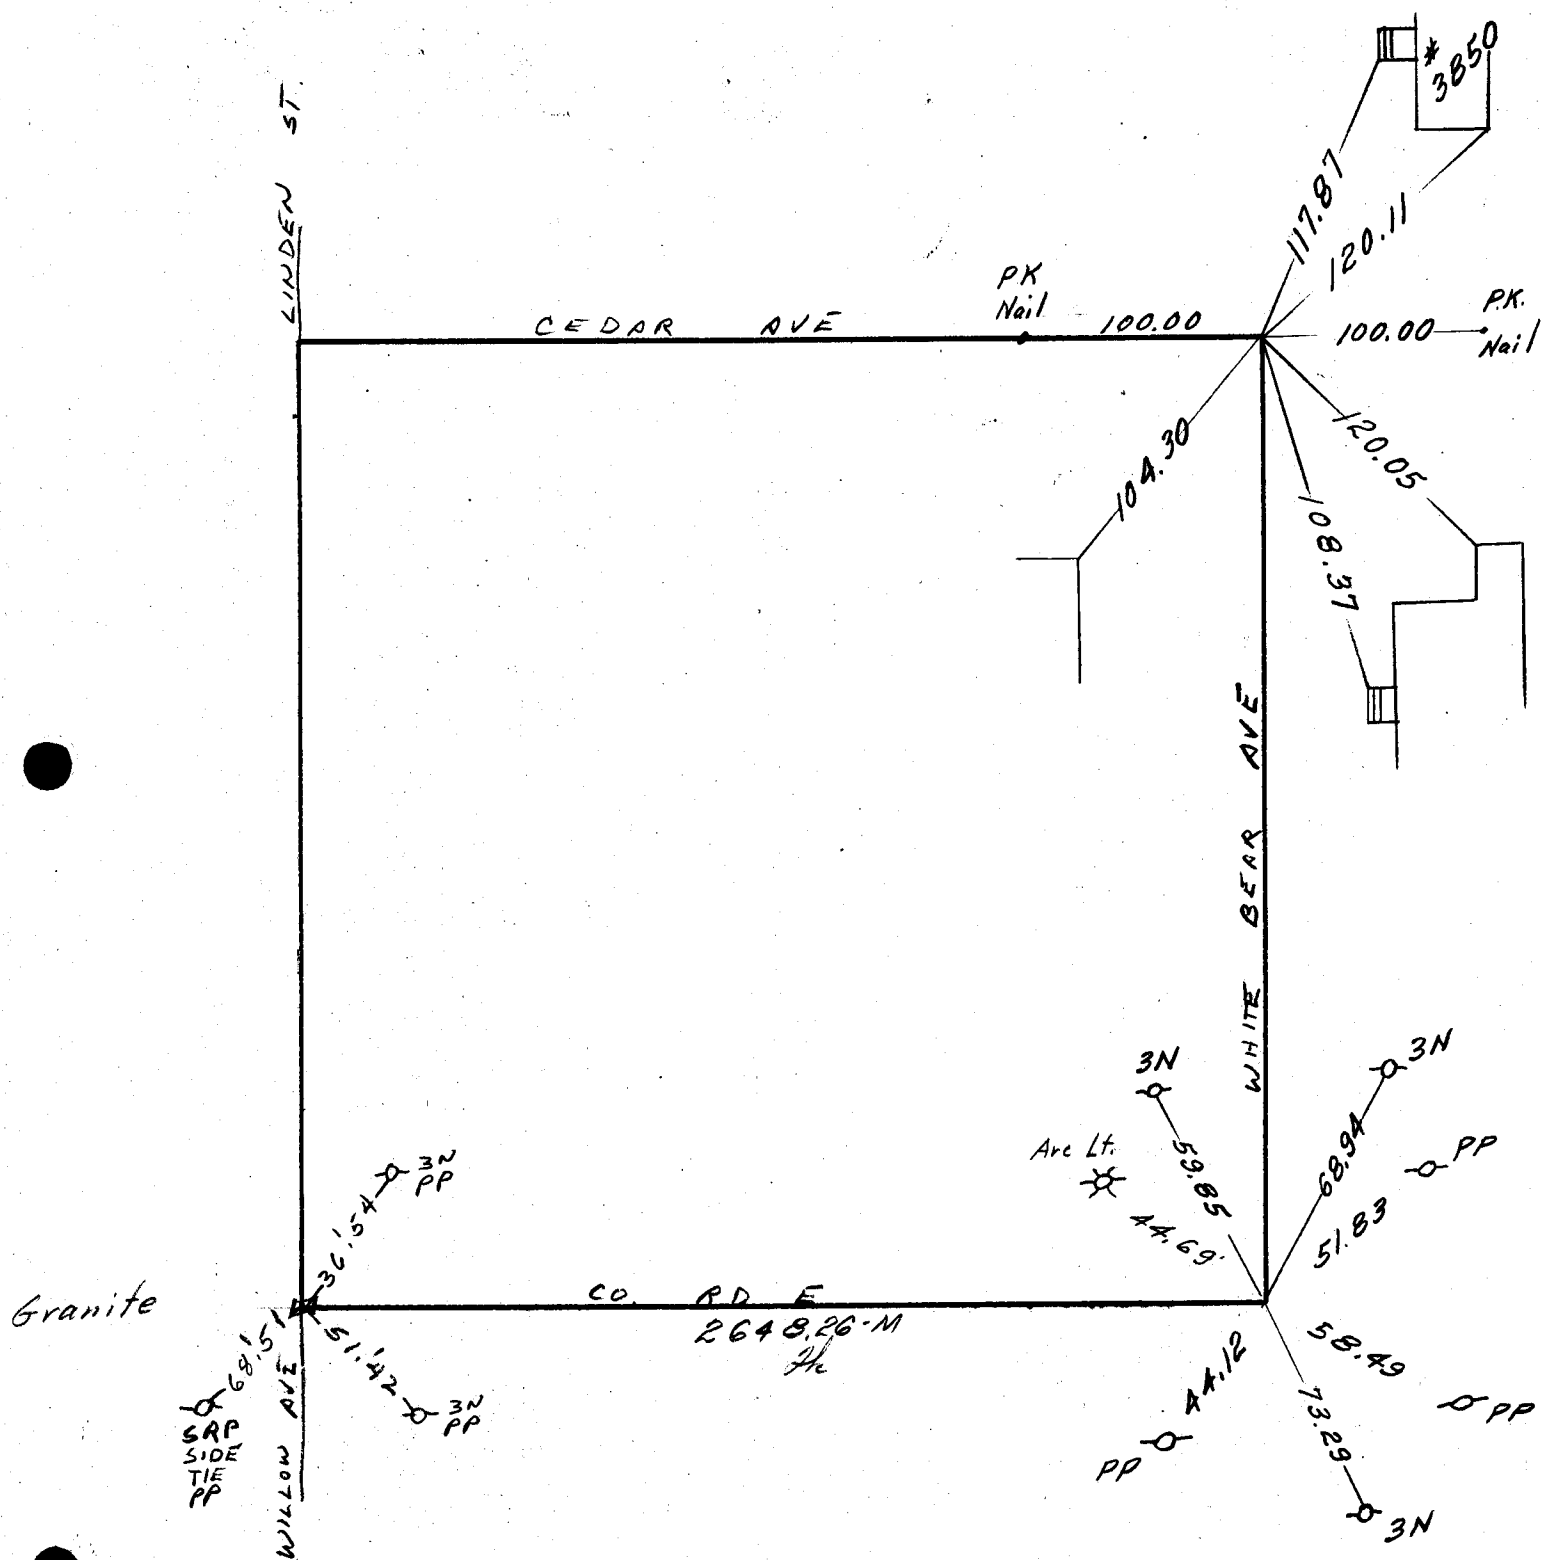 #
3850
LINDEN ST.
117.87
120.11
PK
Nail
P.K.
Nail
CEDAR AVE
100.00
100.00
104.30
120.05
108.37
WHITE BEAR AVE
3N
3N
Arc Lt.
59.85
68.94
PP
44.69'
51.83
3N
PP
36'.54
Granite
CO. RD E
2648.26-M
68'.51
51'.42
44.12
58.49
73.29
3N
PP
SRP
SIDE
TIE
PP
WILLOW AVE
PP
PP
3N